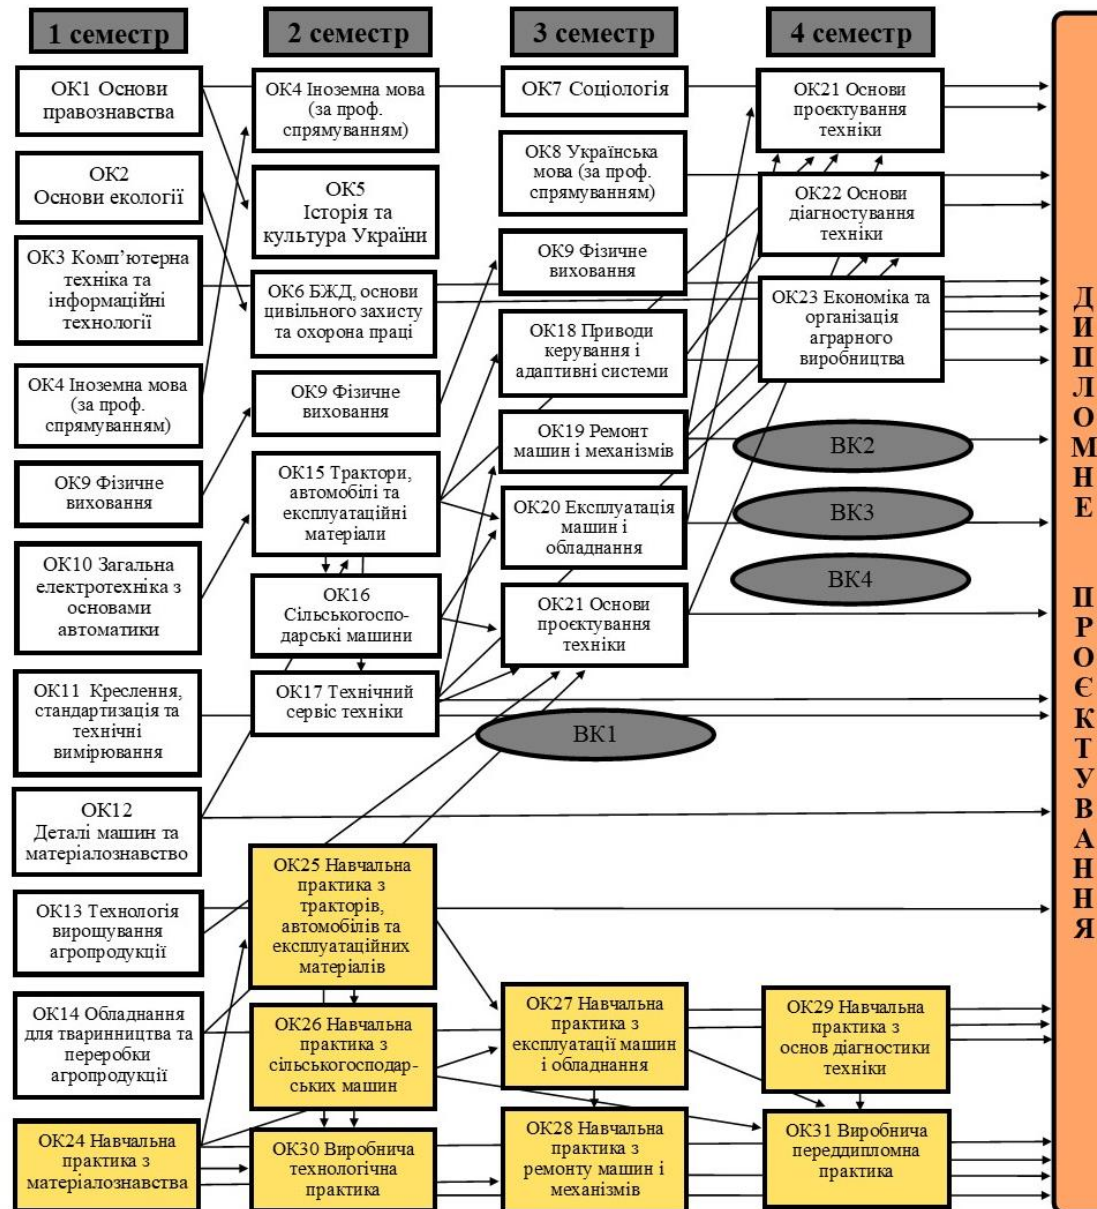 1 семестр
2 семестр
3 семестр
4 семестр
ОК1 Основи
правознавства
ОК2
Основи екології
ОК3 Комп’ютерна
техніка та
інформаційні
технології
ОК4 Іноземна мова
(за проф.
спрямуванням)
ОК9 Фізичне
виховання
ОК10 Загальна
електротехніка з
основами
автоматики
ОК11 Креслення,
стандартизація та
технічні
вимірювання
ОК12
Деталі машин та
матеріалознавство
ОК13 Технологія
вирощування
агропродукції
ОК14 Обладнання
для тваринництва та
переробки
агропродукції
ОК24 Навчальна
практика з
матеріалознавства
ОК4 Іноземна мова
(за проф.
спрямуванням)
ОК5
Історія та
культура України
ОК6 БЖД, основи
цивільного захисту
та охорона праці
ОК9 Фізичне
виховання
ОК15 Трактори,
автомобілі та
експлуатаційні
матеріали
ОК16
Сільськогоспо-
дарські машини
ОК17 Технічний
сервіс техніки
ОК25 Навчальна
практика з
тракторів,
автомобілів та
експлуатаційних
матеріалів
ОК26 Навчальна
практика з
сільськогосподар-
ських машин
ОК30 Виробнича
технологічна
практика
ОК7 Соціологія
ОК8 Українська
мова (за проф.
спрямуванням)
ОК9 Фізичне
виховання
ОК18 Приводи
керування і
адаптивні системи
ОК19 Ремонт
машин і механізмів
ОК20 Експлуатація
машин і
обладнання
ОК21 Основи
проєктування
техніки
ВК1
ОК27 Навчальна
практика з
експлуатації машин
і обладнання
ОК28 Навчальна
практика з
ремонту машин і
механізмів
ОК21 Основи
проєктування
техніки
ОК22 Основи
діагностування
техніки
ОК23 Економіка та
організація
аграрного
виробництва
ВК2
ВК3
ВК4
ОК29 Навчальна
практика з
основ діагностики
техніки
ОК31 Виробнича
переддипломна
практика
ДИПЛОМНЕ ПРОЄКТУВАННЯ